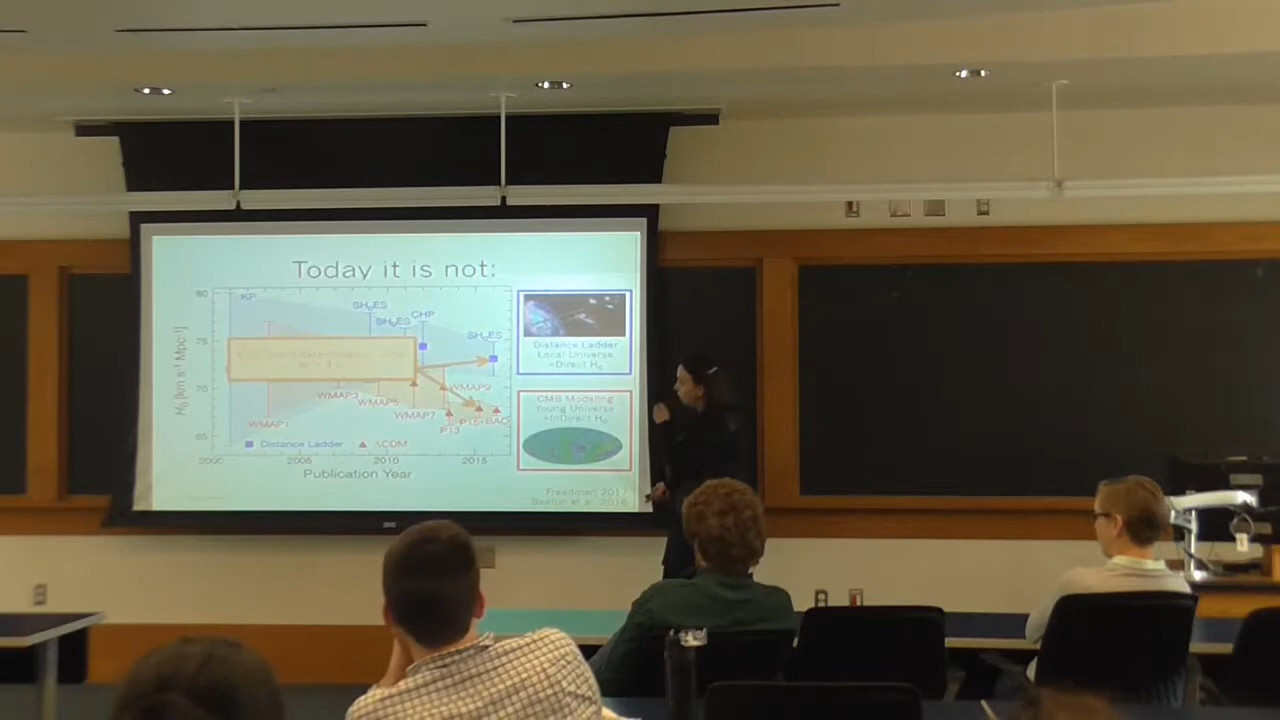 Today it is not:
80
KP
SH0ES
SH0ES
CHP
SH0ES
75
H0 [km s-1 Mpc-1]
70
WMAP3
WMAP5
WMAP7
WMAP9
WMAP1
P13
P15+BAO
65
Distance Ladder
ΛCDM
2000
2005
2010
2015
Publication Year
Distance Ladder
Local Universe
=Direct H0
CMB Modeling
Young Universe
Freedman 2017
Beaton et al. 2016